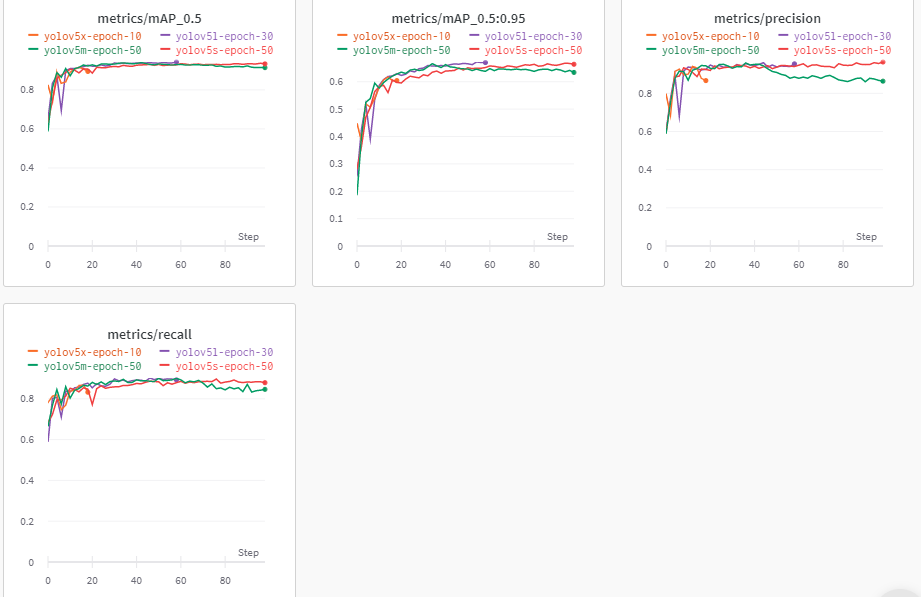 metrics/mAP_0.5
yolov5x-epoch-10 yolov5l-epoch-30
yolov5m-epoch-50 yolov5s-epoch-50
0.8
0.6
0.4
0.2
0
Step
0 20 40 60 80
metrics/mAP_0.5:0.95
yolov5x-epoch-10 yolov5l-epoch-30
yolov5m-epoch-50 yolov5s-epoch-50
0.6
0.5
0.4
0.3
0.2
0.1
0
Step
0 20 40 60 80
metrics/precision
yolov5x-epoch-10 yolov5l-epoch-30
yolov5m-epoch-50 yolov5s-epoch-50
0.8
0.6
0.4
0.2
0
Step
0 20 40 60 80
metrics/recall
yolov5x-epoch-10 yolov5l-epoch-30
yolov5m-epoch-50 yolov5s-epoch-50
0.8
0.6
0.4
0.2
0
Step
0 20 40 60 80